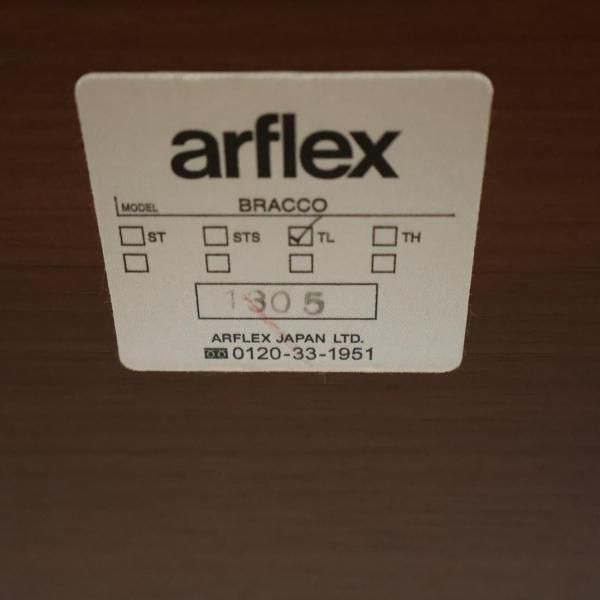 arflex
MODEL BRACCO
☐ ST ☐ STS ☑ TL ☐ TH
☐ ☐ ☐ ☐
1305
ARFLEX JAPAN LTD.
0120-33-1951